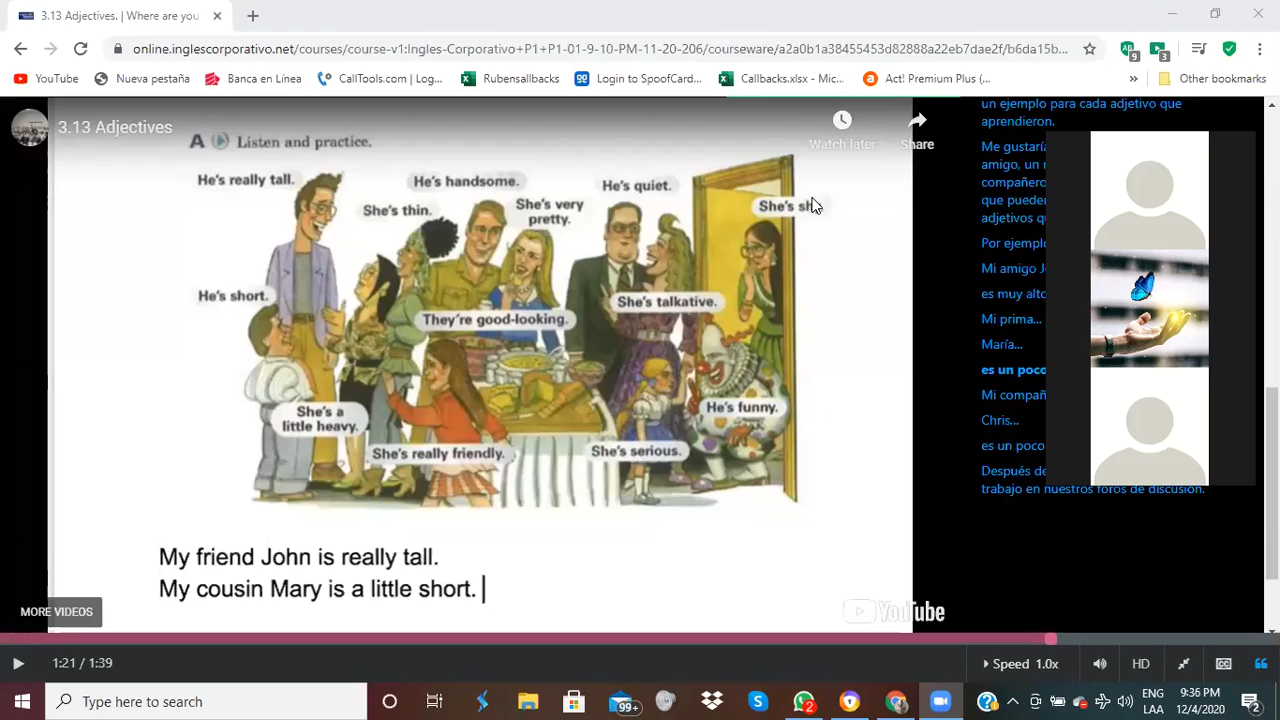 3.13 Adjectives. | Where are you
online.inglescorporativo.net/courses/course-v1:Ingles-Corporativo+P1+P1-01-9-10-PM-11-20-206/courseware/a2a0b1a38455453d82888a22eb7dae2f/b6da15b...
9
3
YouTube
Nueva pestaña
Banca en Línea
CallTools.com | Log...
Rubensallbacks
Login to SpoofCard...
Callbacks.xlsx - Mic...
Act! Premium Plus (...
»
Other bookmarks
3.13 Adjectives
Watch later
Share
A Listen and practice.
He's really tall.
He's handsome.
He's quiet.
She's thin.
She's very
pretty.
She's sh
He's short.
They're good-looking.
She's talkative.
She's a
little heavy.
He's funny.
She's really friendly.
She's serious.
My friend John is really tall.
My cousin Mary is a little short.
MORE VIDEOS
YouTube
un ejemplo para cada adjetivo que
aprendieron.
Me gustaría
amigo, un
compañero
que pueden
adjetivos
Por ejemplo
Mi amigo
es muy alto
Mi prima...
María...
es un poco
Mi compañ
Chris...
es un poco
Después de
trabajo en nuestros foros de discusión.
1:21 / 1:39
Speed 1.0x
HD
Type here to search
99+
2
ENG
LAA
9:36 PM
12/4/2020
2